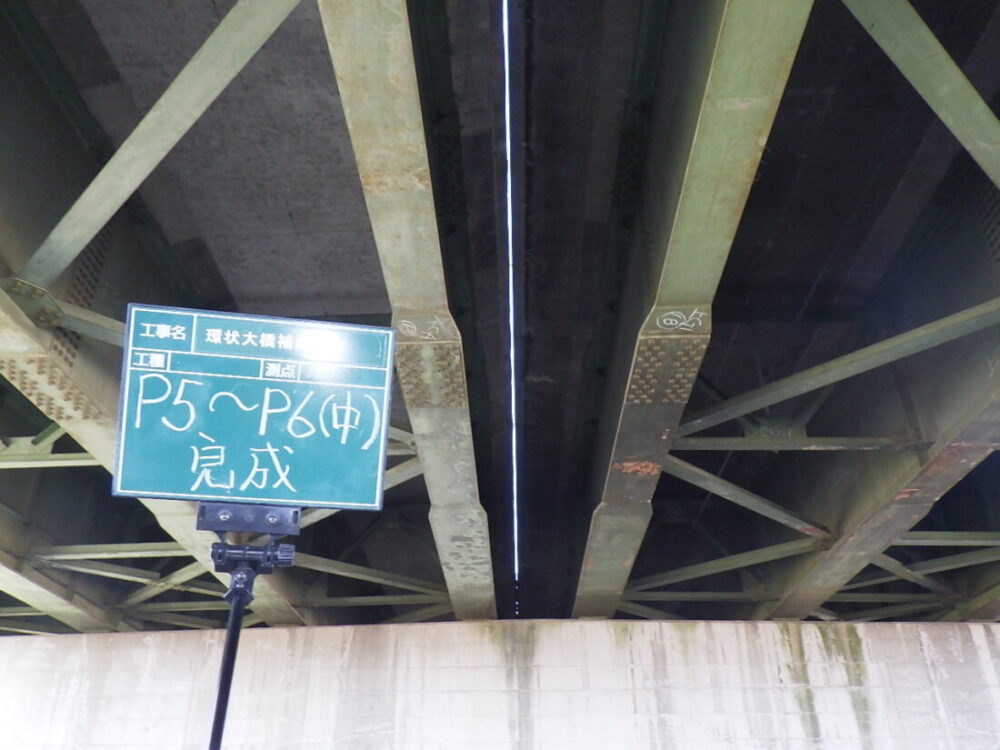 工事名 環状大橋補
工種 測点
P5～P6(中)
完成